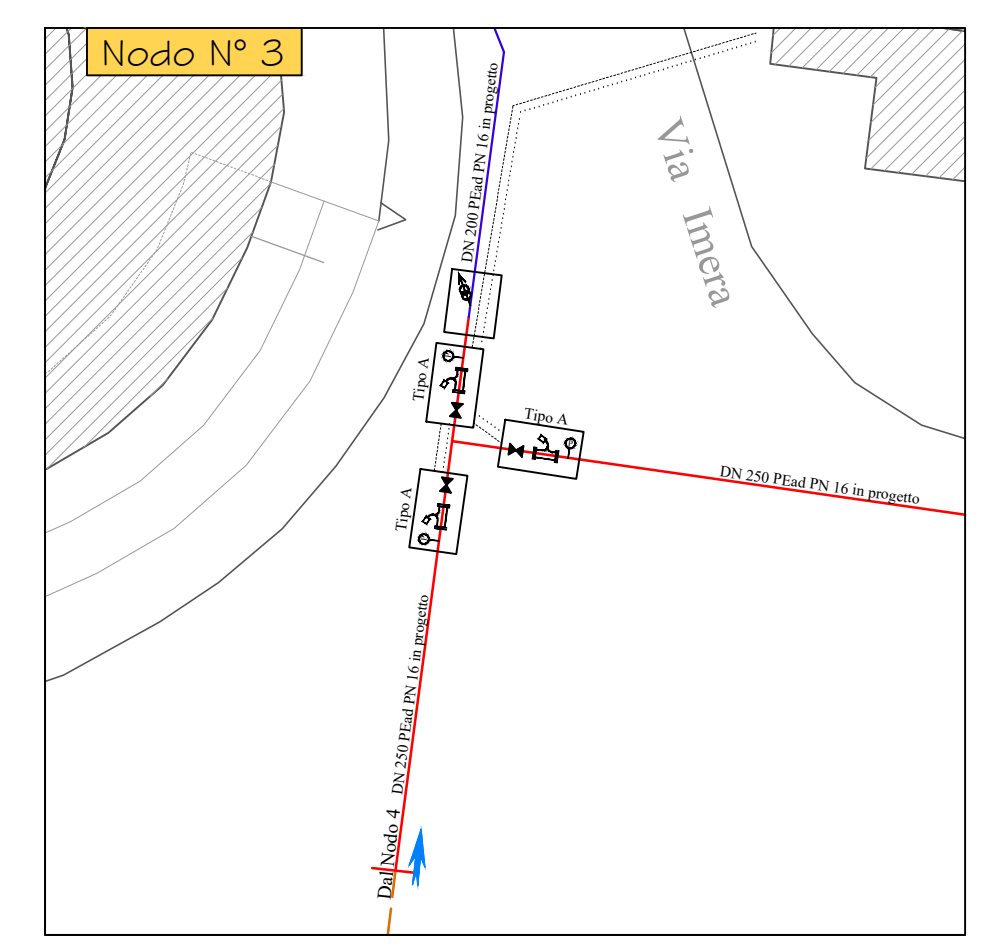 Nodo N° 3
DN 200 PEad PN 16 in progetto
Via Imera
Tipo A
Tipo A
DN 250 PEad PN 16 in progetto
Tipo A
DN 250 PEad PN 16 in progetto
Dal Nodo 4